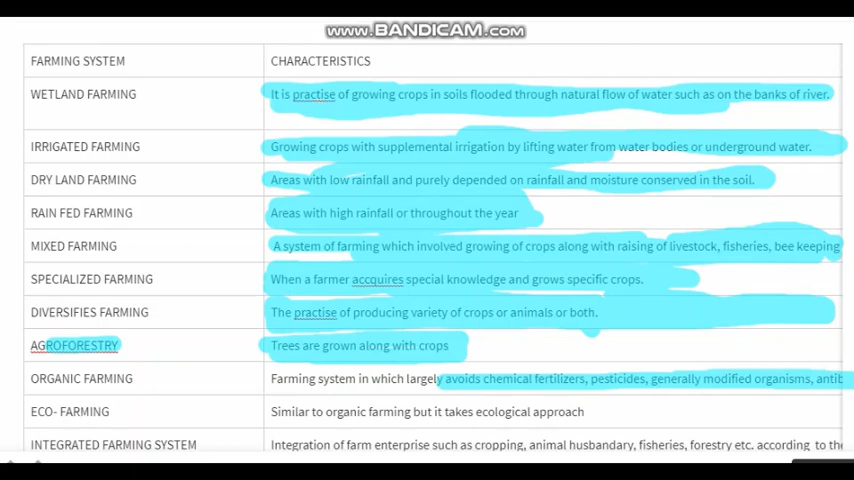 www.BANDICAM.com
FARMING SYSTEM CHARACTERISTICS
WETLAND FARMING It is practise of growing crops in soils flooded through natural flow of water such as on the banks of river.
IRRIGATED FARMING Growing crops with supplemental irrigation by lifting water from water bodies or underground water.
DRY LAND FARMING Areas with low rainfall and purely depended on rainfall and moisture conserved in the soil.
RAIN FED FARMING Areas with high rainfall or throughout the year
MIXED FARMING A system of farming which involved growing of crops along with raising of livestock, fisheries, bee keeping
SPECIALIZED FARMING When a farmer accquires special knowledge and grows specific crops.
DIVERSIFIES FARMING The practise of producing variety of crops or animals or both.
AGROFORESTRY Trees are grown along with crops
ORGANIC FARMING Farming system in which largely avoids chemical fertilizers, pesticides, generally modified organisms, antib
ECO- FARMING Similar to organic farming but it takes ecological approach
INTEGRATED FARMING SYSTEM Integration of farm enterprise such as cropping, animal husbandary, fisheries, forestry etc. according to the